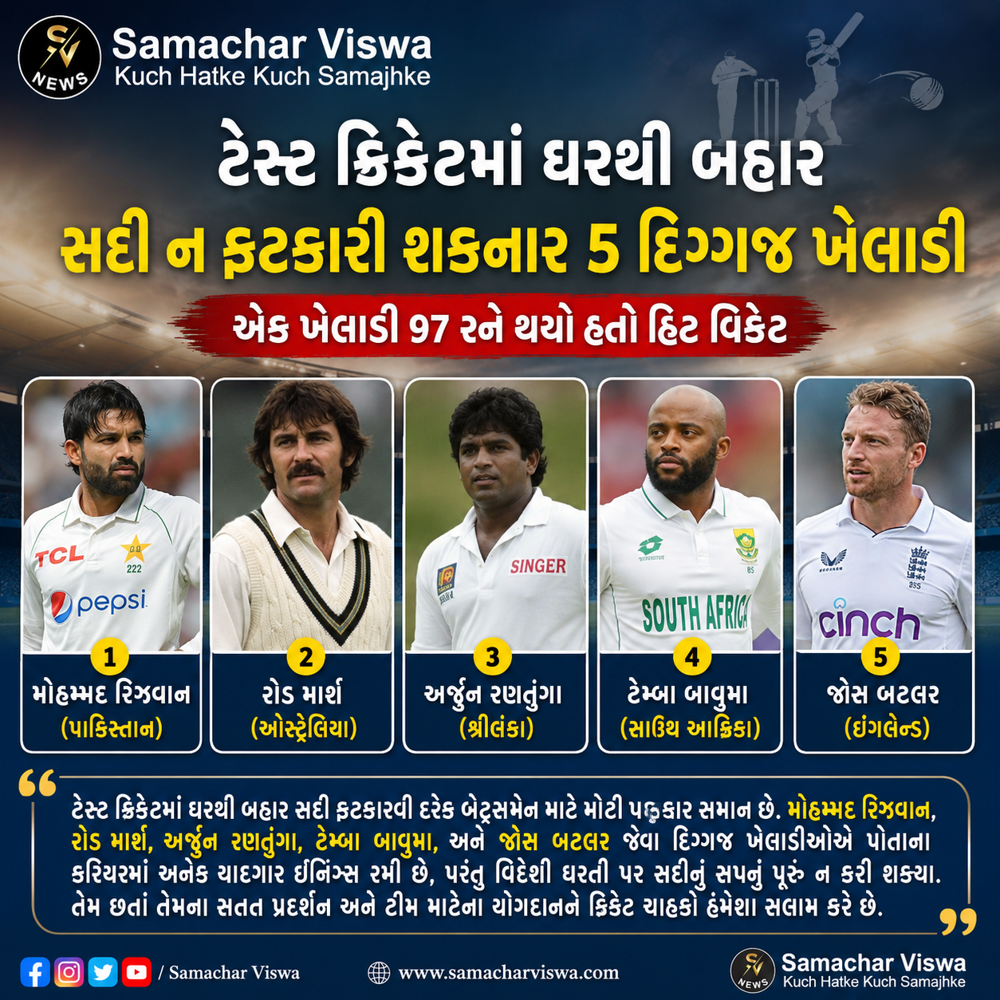 SV
NEWS
Samachar Viswa
Kuch Hatke Kuch Samajhke
ટેસ્ટ ક્રિકેટમાં ઘરથી બહાર
સદી ન ફટકારી શકનાર 5 દિગ્ગજ ખેલાડી
એક ખેલાડી 97 રને થયો હતો હિટ વિકેટ
TCL
222
pepsi
SINGER
SOUTH AFRICA
cinch
1
મોહમ્મદ રિઝવાન
(પાકિસ્તાન)
2
રોડ માર્શ
(ઓસ્ટ્રેલિયા)
3
અર્જુન રણતુંગા
(શ્રીલંકા)
4
ટેમ્બા બાવુમા
(સાઉથ આફ્રિકા)
5
જોસ બટલર
(ઇંગલેન્ડ)
ટેસ્ટ ક્રિકેટમાં ઘરથી બહાર સદી ફટકારવી દરેક બેટ્સમેન માટે મોટી સમાન છે. મોહમ્મદ રિઝવાન,
રોડ માર્શ, અર્જુન રણતુંગા, ટેમ્બા બાવુમા, અને જોસ બટલર જેવા દિગ્ગજ ખેલાડીઓએ પોતાના
કરિયરમાં અનેક યાદગાર ઈનિંગ્સ રમી છે, પરંતુ વિદેશી ધરતી પર સદીનું સપનું પૂરું ન કરી શક્યા.
તેમ છતાં તેમના સતત પ્રદર્શન અને ટીમ માટેના યોગદાનને ક્રિકેટ ચાહકો હંમેશા સલામ કરે છે.
/ Samachar Viswa
www.samacharviswa.com
SV
NEWS
Samachar Viswa
Kuch Hatke Kuch Samajhke